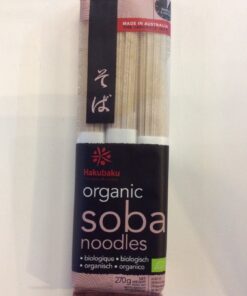 MADE IN AUSTRALIA
そば
Hakubaku
organic
soba
noodles
• biologique • biologisch
• organisch • organico
270g